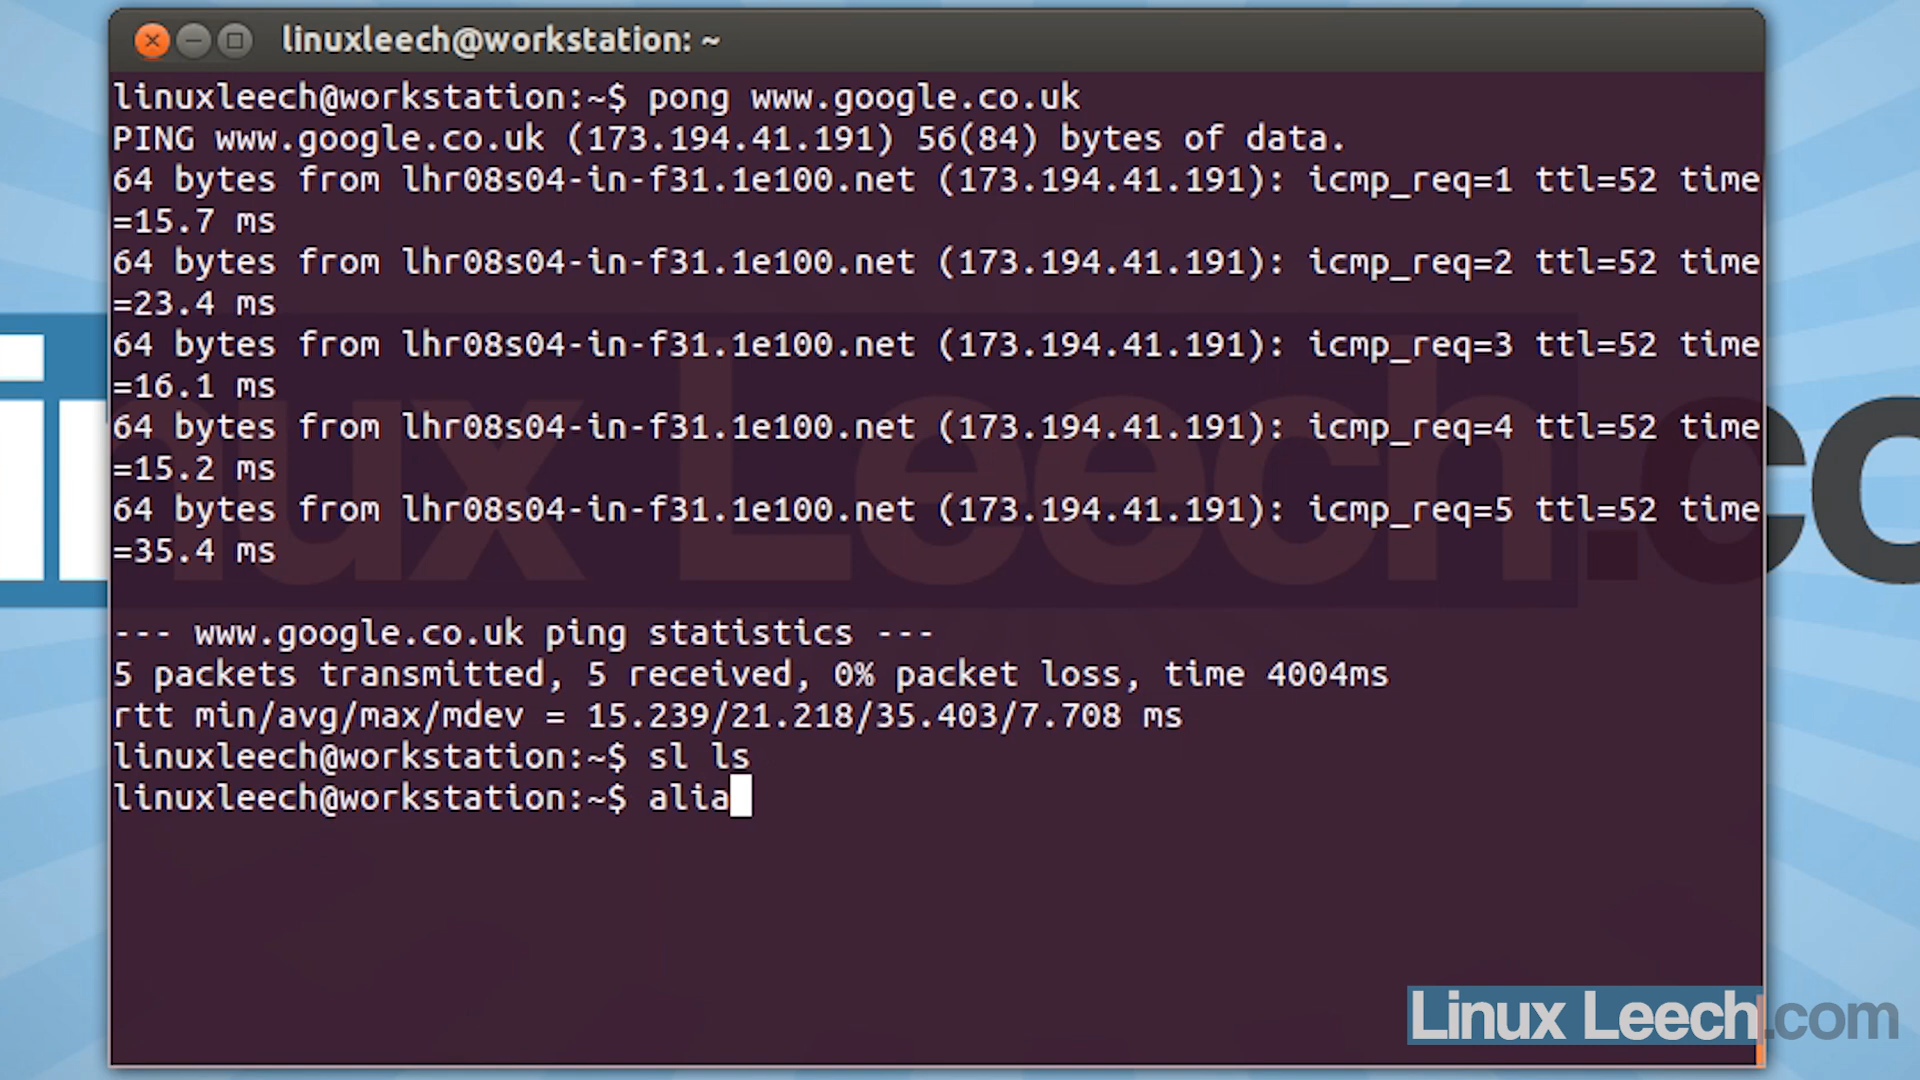 linuxleech@workstation: ~
linuxleech@workstation:~$ pong www.google.co.uk
PING www.google.co.uk (173.194.41.191) 56(84) bytes of data.
64 bytes from lhr08s04-in-f31.1e100.net (173.194.41.191): icmp_req=1 ttl=52 time
=15.7 ms
64 bytes from lhr08s04-in-f31.1e100.net (173.194.41.191): icmp_req=2 ttl=52 time
=23.4 ms
64 bytes from lhr08s04-in-f31.1e100.net (173.194.41.191): icmp_req=3 ttl=52 time
=16.1 ms
64 bytes from lhr08s04-in-f31.1e100.net (173.194.41.191): icmp_req=4 ttl=52 time
=15.2 ms
64 bytes from lhr08s04-in-f31.1e100.net (173.194.41.191): icmp_req=5 ttl=52 time
=35.4 ms
--- www.google.co.uk ping statistics ---
5 packets transmitted, 5 received, 0% packet loss, time 4004ms
rtt min/avg/max/mdev = 15.239/21.218/35.403/7.708 ms
linuxleech@workstation:~$ sl ls
linuxleech@workstation:~$ alia
inux Leech.co
Linux Leech.com